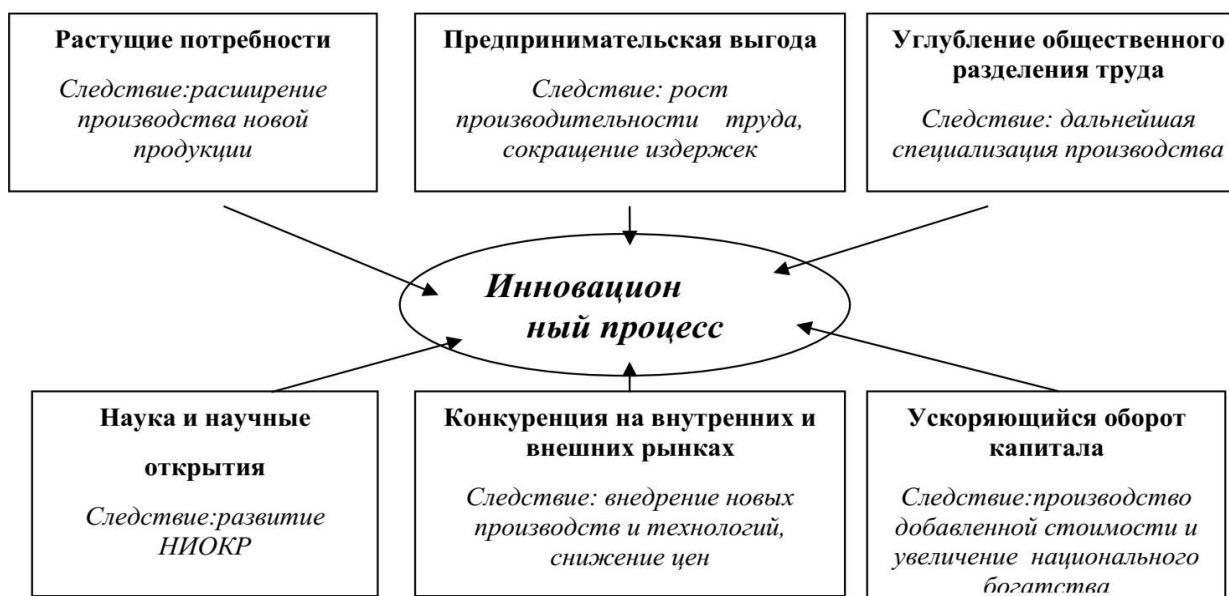 Растущие потребности
Следствие:расширение
производства новой
продукции
Предпринимательская выгода
Следствие: рост
производительности труда,
сокращение издержек
Углубление общественного
разделения труда
Следствие: дальнейшая
специализация производства
Инновацион
ный процесс
Наука и научные
открытия
Следствие:развитие
НИОКР
Конкуренция на внутренних и
внешних рынках
Следствие: внедрение новых
производств и технологий,
снижение цен
Ускоряющийся оборот
капитала
Следствие:производство
добавленной стоимости и
увеличение национального
богатства